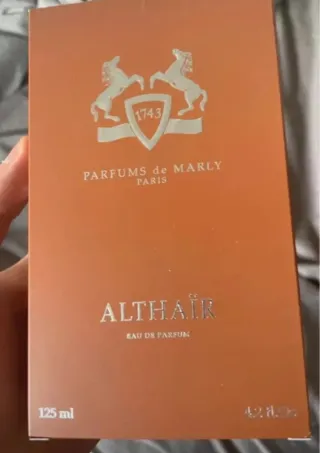 1743
PARFUMS de MARLY
PARIS
ALTHAÏR
EAU DE PARFUM
125 ml
4.2 fl.oz